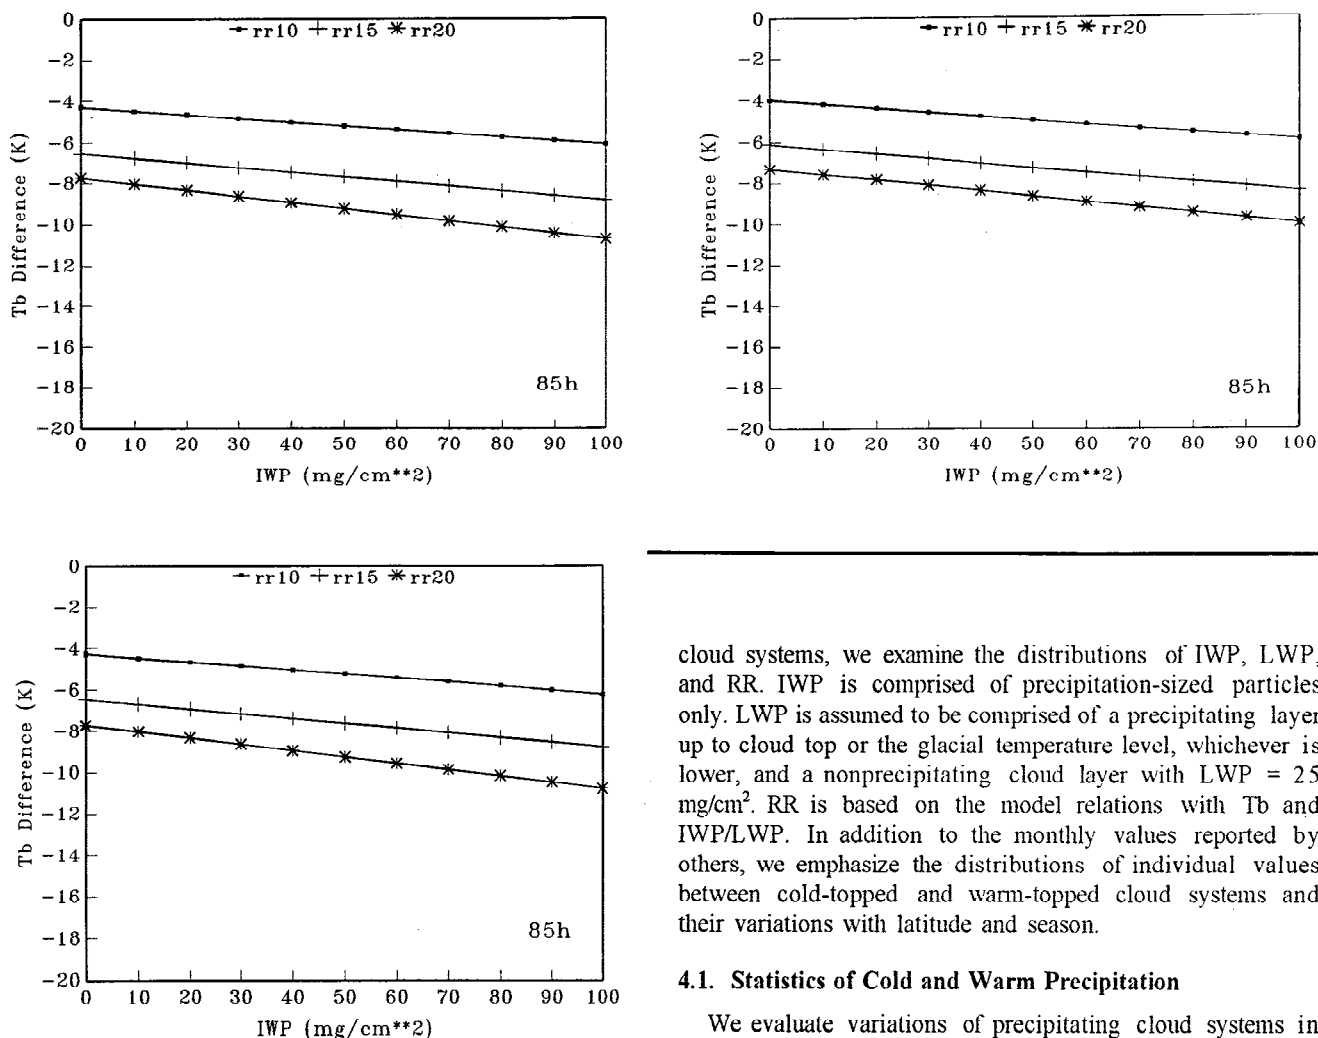 0
-2
-4
-6
-8
-10
-12
-14
-16
-18
-20
Tb Difference (K)
rr10 rr15 rr20
85h
0 10 20 30 40 50 60 70 80 90 100
IWP (mg/cm**2)
0
-2
-4
-6
-8
-10
-12
-14
-16
-18
-20
Tb Difference (K)
rr10 rr15 rr20
85h
0 10 20 30 40 50 60 70 80 90 100
IWP (mg/cm**2)
0
-2
-4
-6
-8
-10
-12
-14
-16
-18
-20
Tb Difference (K)
rr10 rr15 rr20
85h
0 10 20 30 40 50 60 70 80 90 100
IWP (mg/cm**2)
cloud systems, we examine the distributions of IWP, LWP,
and RR. IWP is comprised of precipitation-sized particles
only. LWP is assumed to be comprised of a precipitating layer
up to cloud top or the glacial temperature level, whichever is
lower, and a nonprecipitating cloud layer with LWP = 25
mg/cm². RR is based on the model relations with Tb and
IWP/LWP. In addition to the monthly values reported by
others, we emphasize the distributions of individual values
between cold-topped and warm-topped cloud systems and
their variations with latitude and season.
4.1. Statistics of Cold and Warm Precipitation
We evaluate variations of precipitating cloud systems in